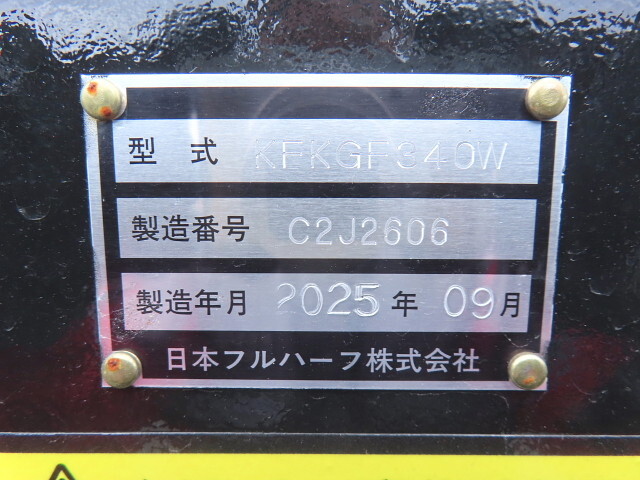 型式 KFKGF340W
製造番号 C2J2606
製造年月 2025年 09月
日本フルハーフ株式会社